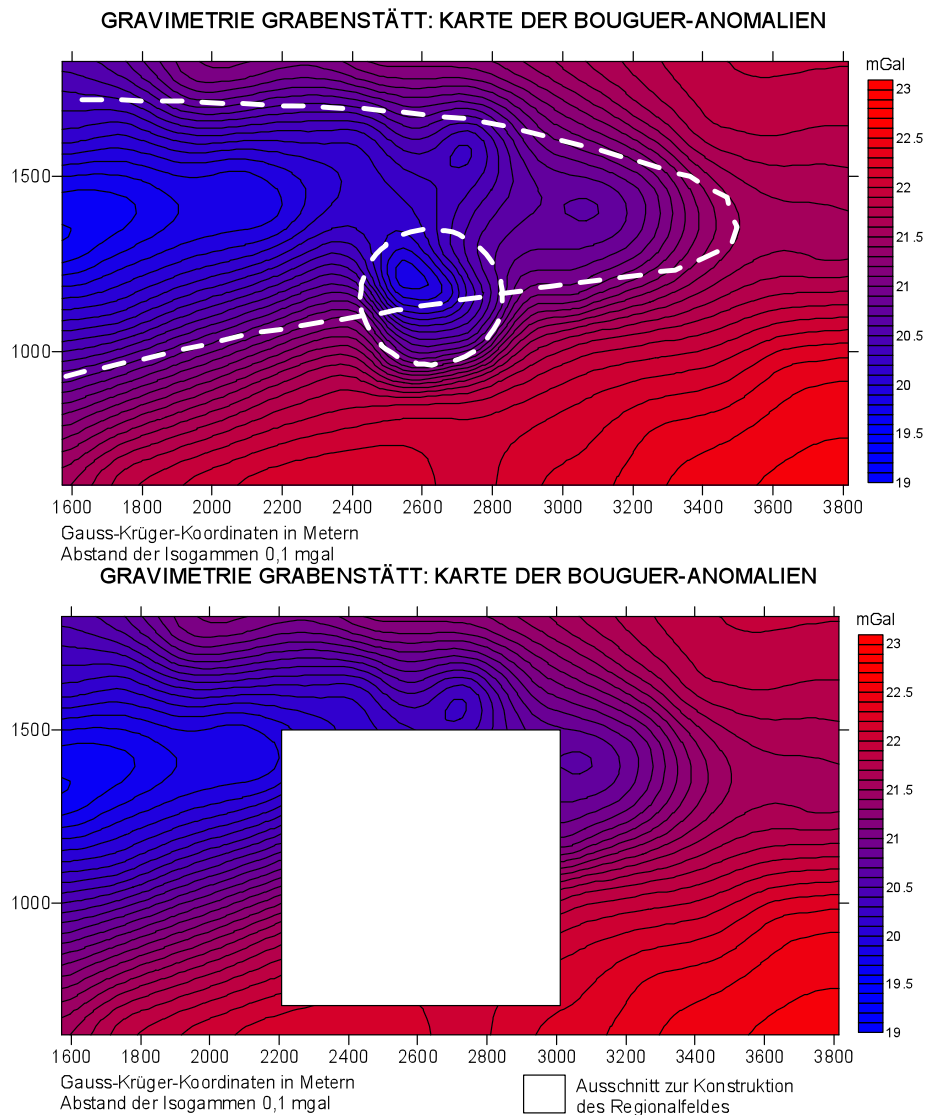 GRAVIMETRIE GRABENSTÄTT: KARTE DER BOUGUER-ANOMALIEN
mGal
23
22.5
22
21.5
21
20.5
20
19.5
19
1500
1000
1600 1800 2000 2200 2400 2600 2800 3000 3200 3400 3600 3800
Gauss-Krüger-Koordinaten in Metern
Abstand der Isogammen 0,1 mgal
GRAVIMETRIE GRABENSTÄTT: KARTE DER BOUGUER-ANOMALIEN
mGal
23
22.5
22
21.5
21
20.5
20
19.5
19
1500
1000
1600 1800 2000 2200 2400 2600 2800 3000 3200 3400 3600 3800
Gauss-Krüger-Koordinaten in Metern
Abstand der Isogammen 0,1 mgal
Ausschnitt zur Konstruktion
des Regionalfeldes